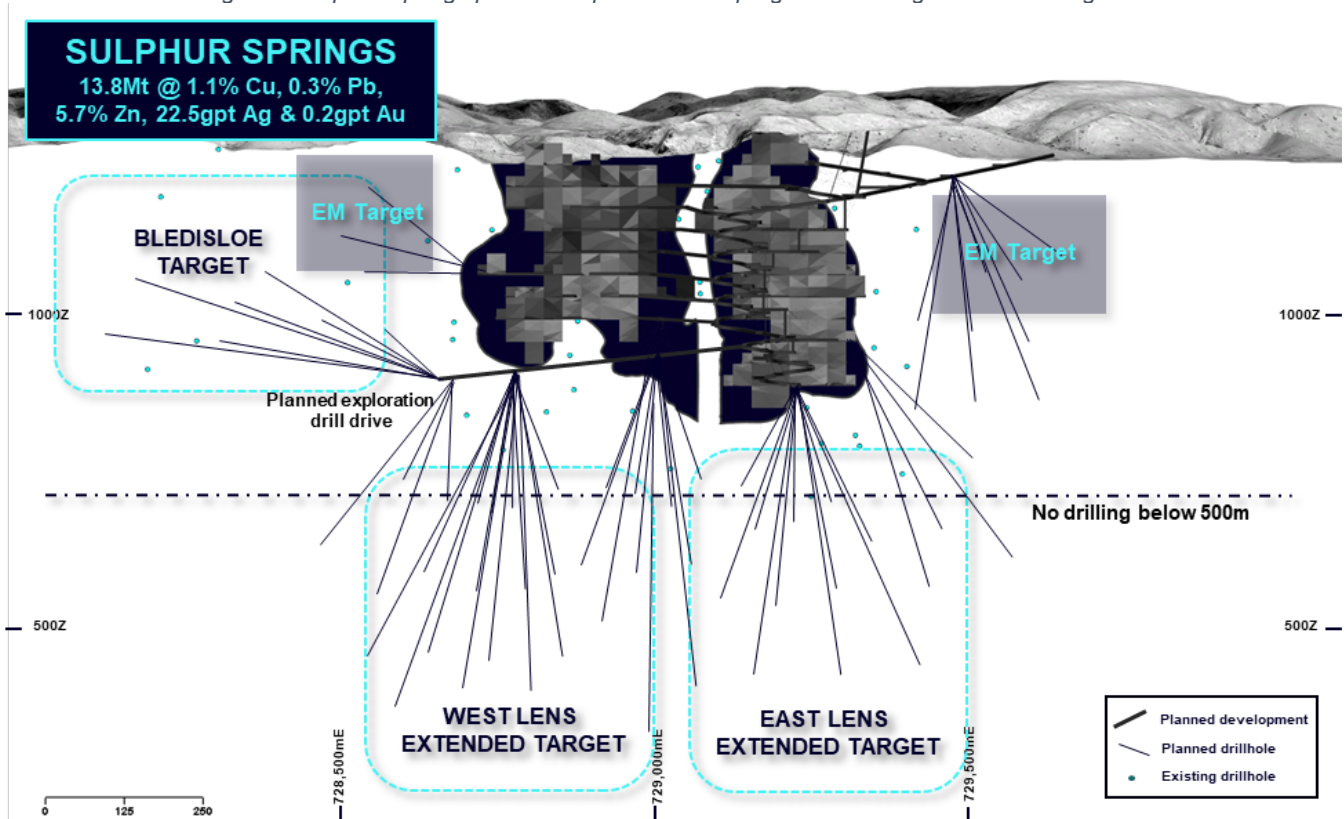 SULPHUR SPRINGS
13.8Mt @ 1.1% Cu, 0.3% Pb,
5.7% Zn, 22.5gpt Ag & 0.2gpt Au
EM Target
BLEDISLOE
TARGET
EM Target
1000Z
1000Z
Planned exploration
drill drive
No drilling below 500m
500Z
500Z
WEST LENS
EXTENDED TARGET
EAST LENS
EXTENDED TARGET
728,500mE
729,000mE
729,500mE
Planned development
Planned drillhole
Existing drillhole
0 125 250